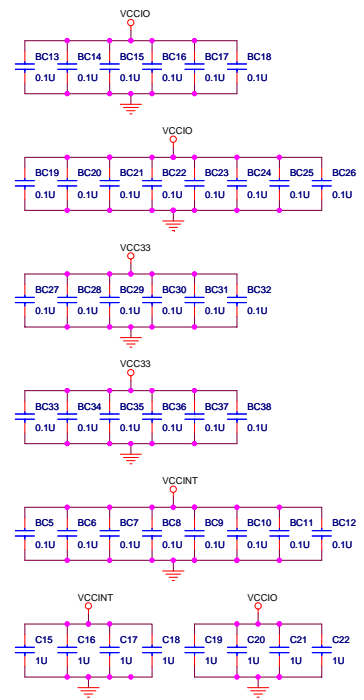 VCCIO
BC13 BC14 BC15 BC16 BC17 BC18
0.1U 0.1U 0.1U 0.1U 0.1U 0.1U
VCCIO
BC19 BC20 BC21 BC22 BC23 BC24 BC25 BC26
0.1U 0.1U 0.1U 0.1U 0.1U 0.1U 0.1U 0.1U
VCC33
BC27 BC28 BC29 BC30 BC31 BC32
0.1U 0.1U 0.1U 0.1U 0.1U 0.1U
VCC33
BC33 BC34 BC35 BC36 BC37 BC38
0.1U 0.1U 0.1U 0.1U 0.1U 0.1U
VCCINT
BC5 BC6 BC7 BC8 BC9 BC10 BC11 BC12
0.1U 0.1U 0.1U 0.1U 0.1U 0.1U 0.1U 0.1U
VCCINT VCCIO
C15 C16 C17 C18 C19 C20 C21 C22
1U 1U 1U 1U 1U 1U 1U 1U